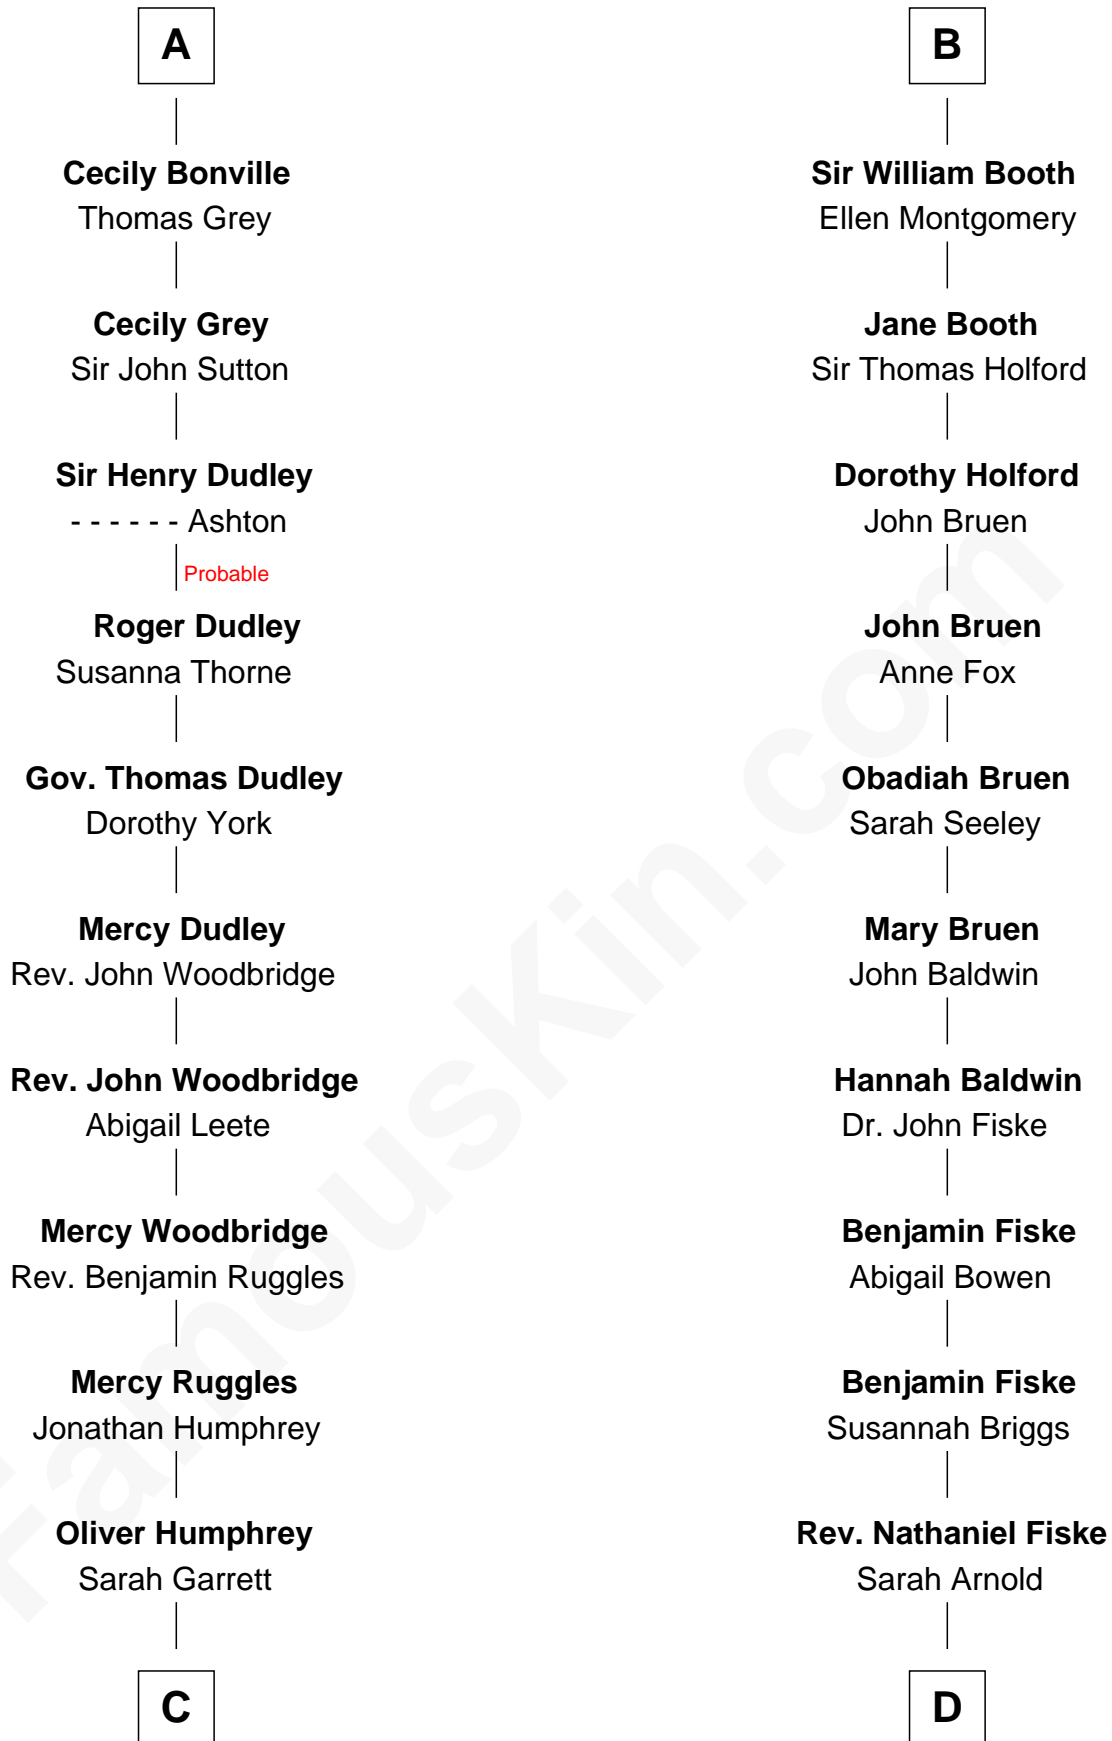 A
Cecily Bonville
Thomas Grey
Cecily Grey
Sir John Sutton
Sir Henry Dudley
- - - - - - Ashton
Probable
Roger Dudley
Susanna Thorne
Gov. Thomas Dudley
Dorothy York
Mercy Dudley
Rev. John Woodbridge
Rev. John Woodbridge
Abigail Leete
Mercy Woodbridge
Rev. Benjamin Ruggles
Mercy Ruggles
Jonathan Humphrey
Oliver Humphrey
Sarah Garrett
C
B
Sir William Booth
Ellen Montgomery
Jane Booth
Sir Thomas Holford
Dorothy Holford
John Bruen
John Bruen
Anne Fox
Obadiah Bruen
Sarah Seeley
Mary Bruen
John Baldwin
Hannah Baldwin
Dr. John Fiske
Benjamin Fiske
Abigail Bowen
Benjamin Fiske
Susannah Briggs
Rev. Nathaniel Fiske
Sarah Arnold
D
FamousKin.com